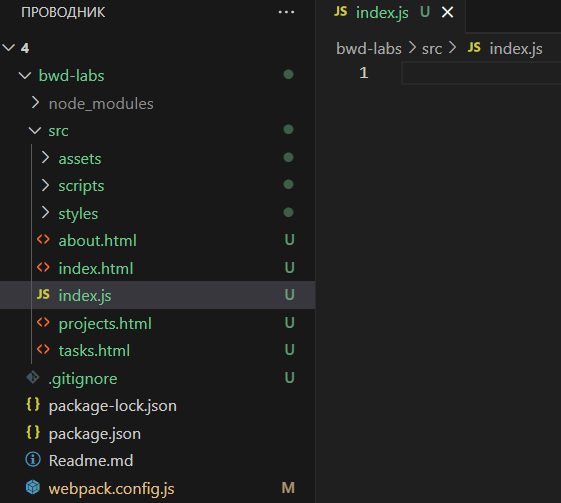 ПРОВОДНИК ···
4
bwd-labs
node_modules
src
assets
scripts
styles
<> about.html U
<> index.html U
JS index.js U
<> projects.html U
<> tasks.html U
.gitignore U
{} package-lock.json
{} package.json
Readme.md
webpack.config.js M
JS index.js U ×
bwd-labs > src > JS index.js
1